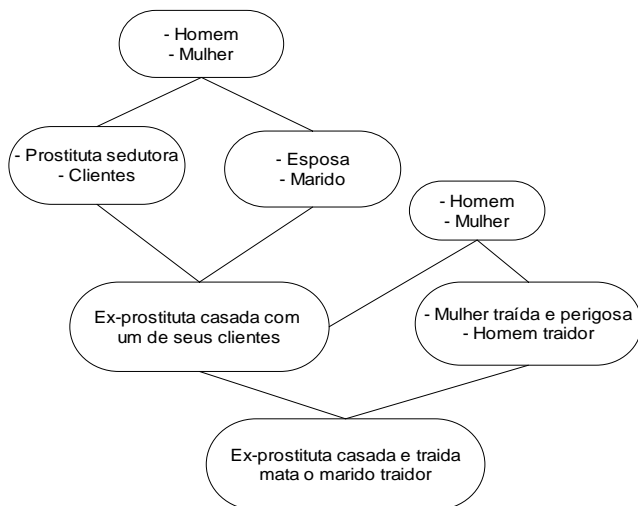 - Homem
- Mulher
- Prostituta sedutora
- Clientes
- Esposa
- Marido
- Homem
- Mulher
Ex-prostituta casada com
um de seus clientes
- Mulher traída e perigosa
- Homem traidor
Ex-prostituta casada e traida
mata o marido traidor